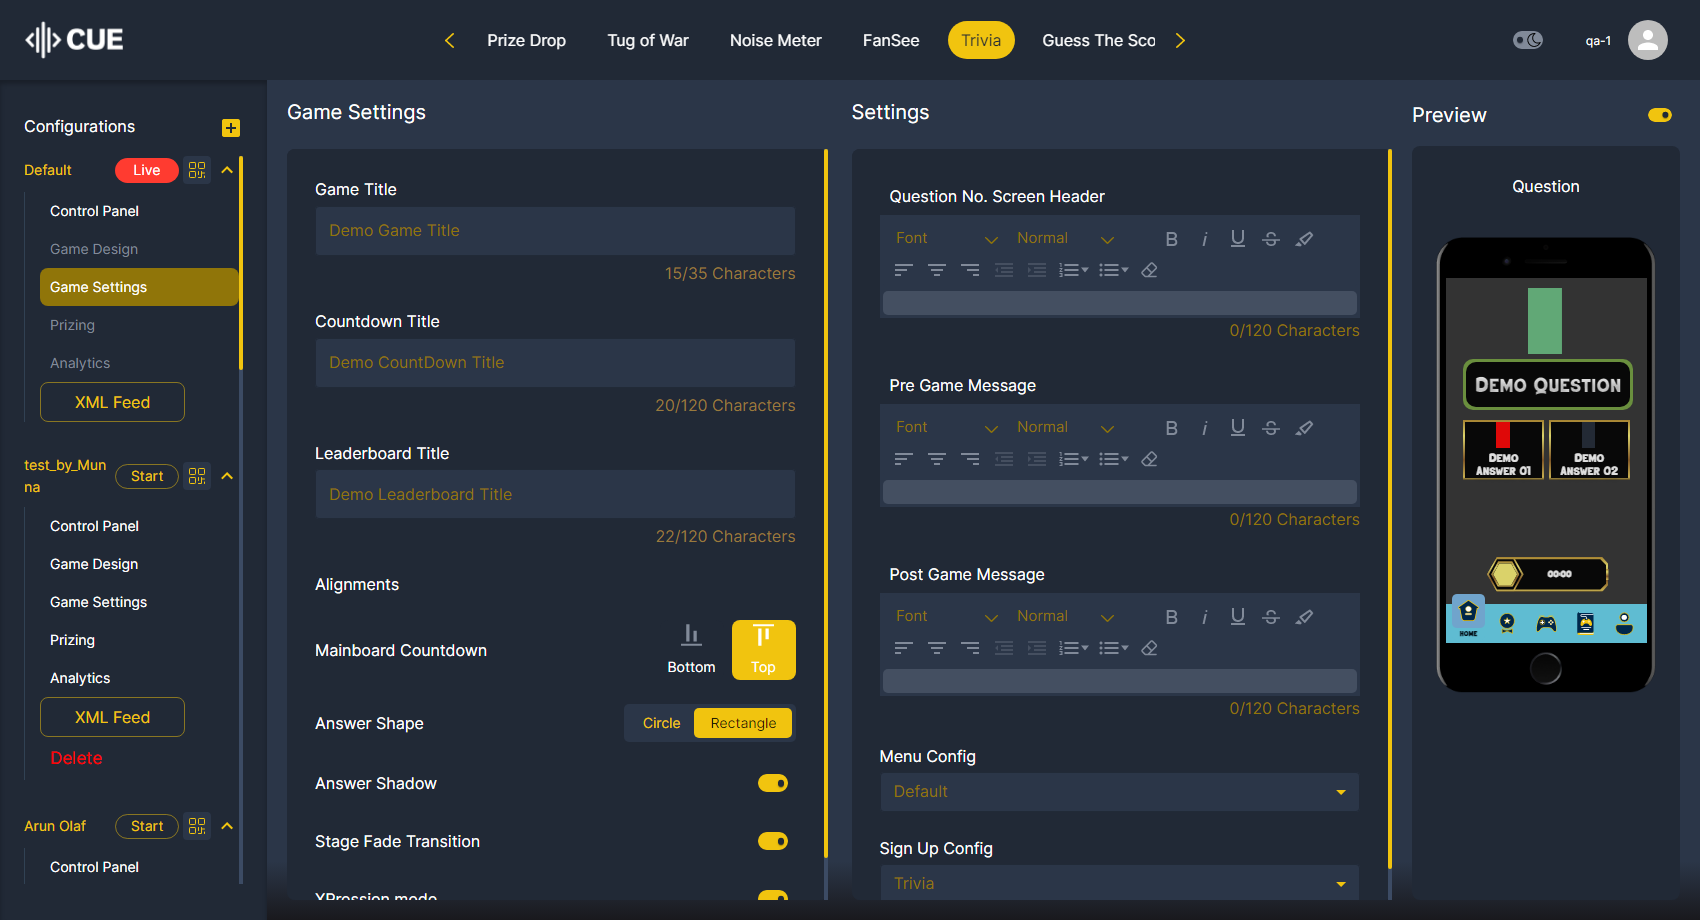 CUE
Prize Drop
Tug of War
Noise Meter
FanSee
Trivia
Guess The Sco
qa-1
Configurations
Default
Live
Control Panel
Game Design
Game Settings
Prizing
Analytics
XML Feed
test_by_Mun
na
Start
Control Panel
Game Design
Game Settings
Prizing
Analytics
XML Feed
Delete
Arun Olaf
Start
Control Panel
Game Settings
Game Title
Demo Game Title
15/35 Characters
Countdown Title
Demo CountDown Title
20/120 Characters
Leaderboard Title
Demo Leaderboard Title
22/120 Characters
Alignments
Mainboard Countdown
Bottom
Top
Answer Shape
Circle
Rectangle
Answer Shadow
Stage Fade Transition
XPression mode
Settings
Question No. Screen Header
Font
Normal
B i U S
0/120 Characters
Pre Game Message
Font
Normal
B i U S
0/120 Characters
Post Game Message
Font
Normal
B i U S
0/120 Characters
Menu Config
Default
Sign Up Config
Trivia
Preview
Question
Demo Question
Demo
Answer 01
Demo
Answer 02
00:00
HOME